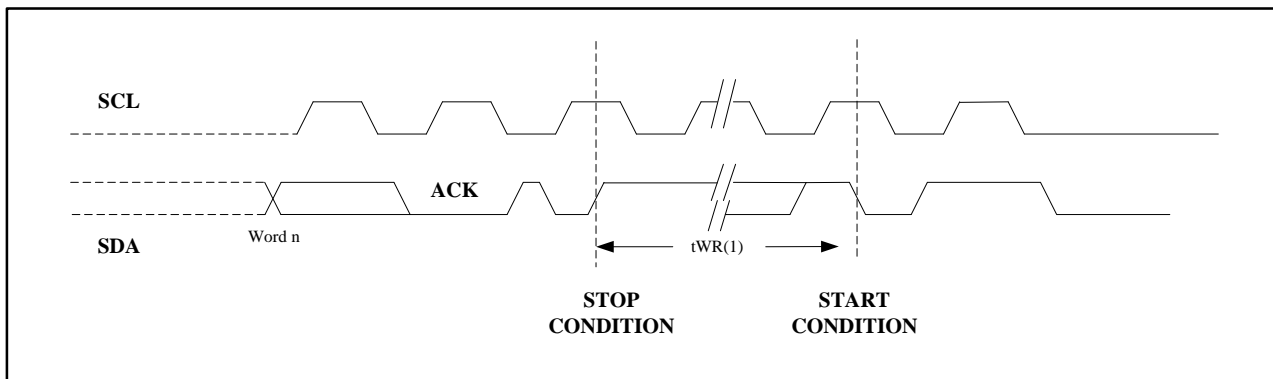 SCL
ACK
SDA
Word n
tWR(1)
STOP
CONDITION
START
CONDITION